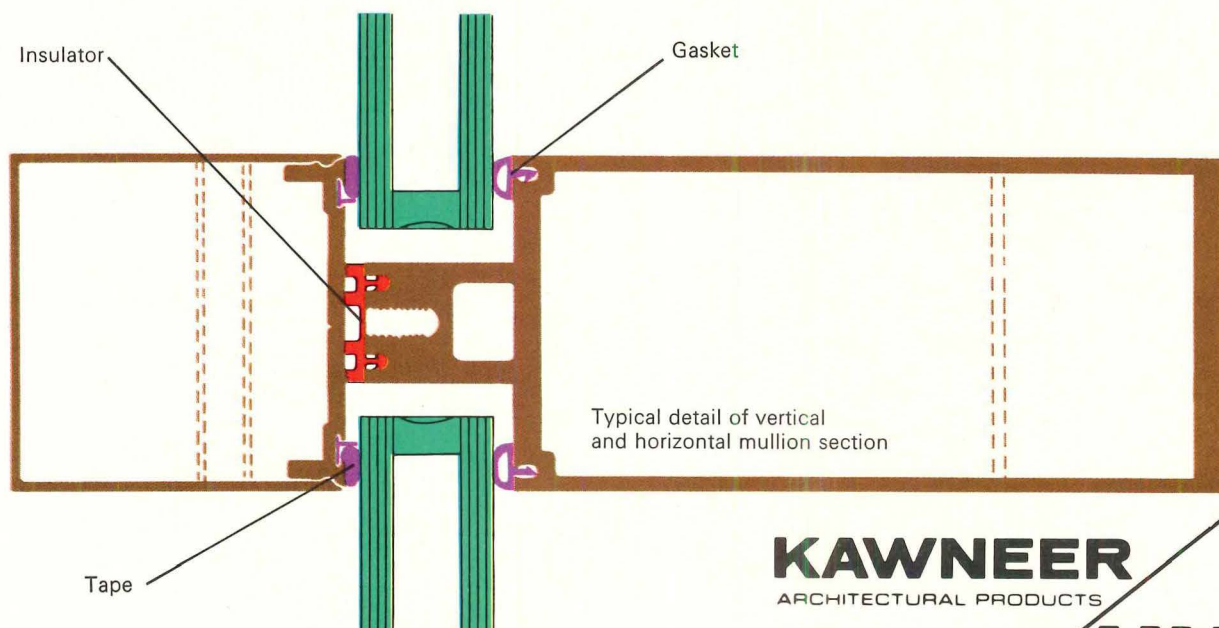 Insulator
Gasket
Typical detail of vertical
and horizontal mullion section
Tape
KAWNEER
ARCHITECTURAL PRODUCTS